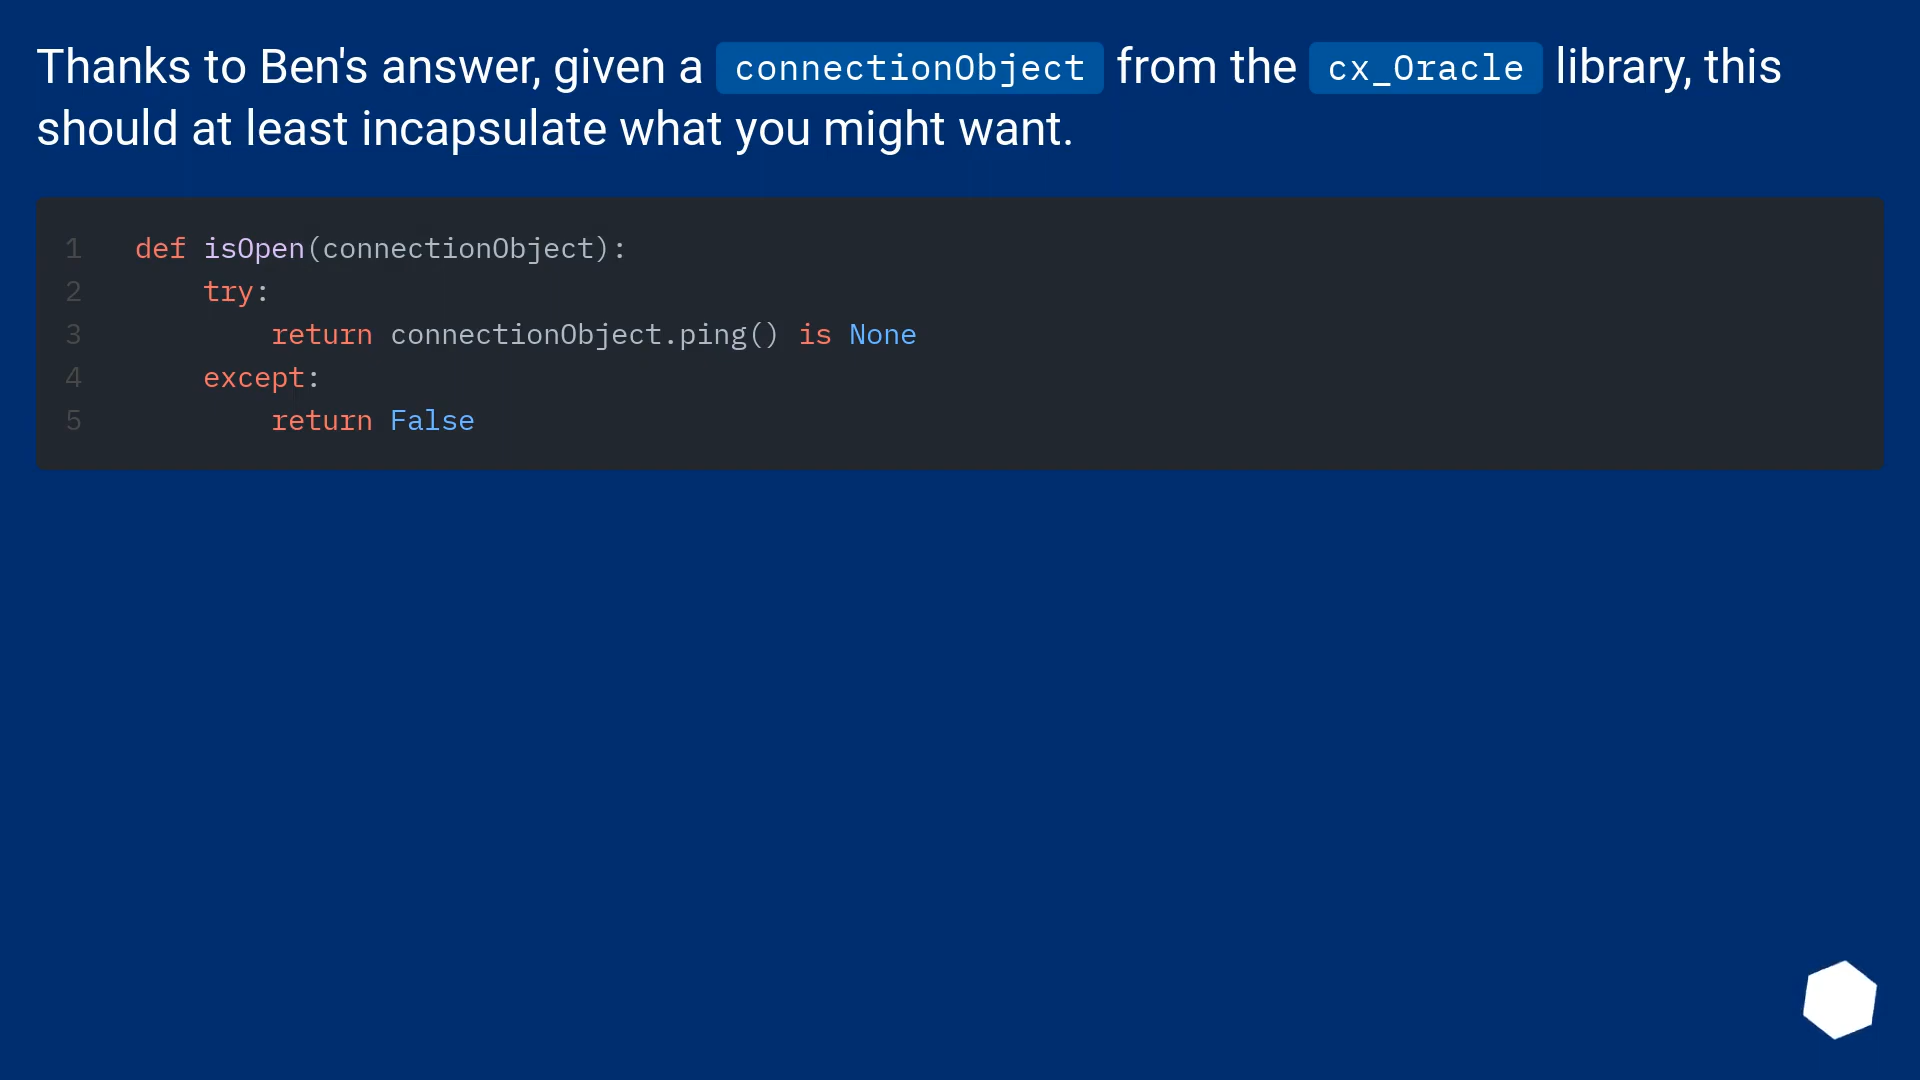 Thanks to Ben's answer, given a connectionObject from the cx_Oracle library, this
should at least incapsulate what you might want.
1 def isOpen(connectionObject):
2     try:
3         return connectionObject.ping() is None
4     except:
5         return False